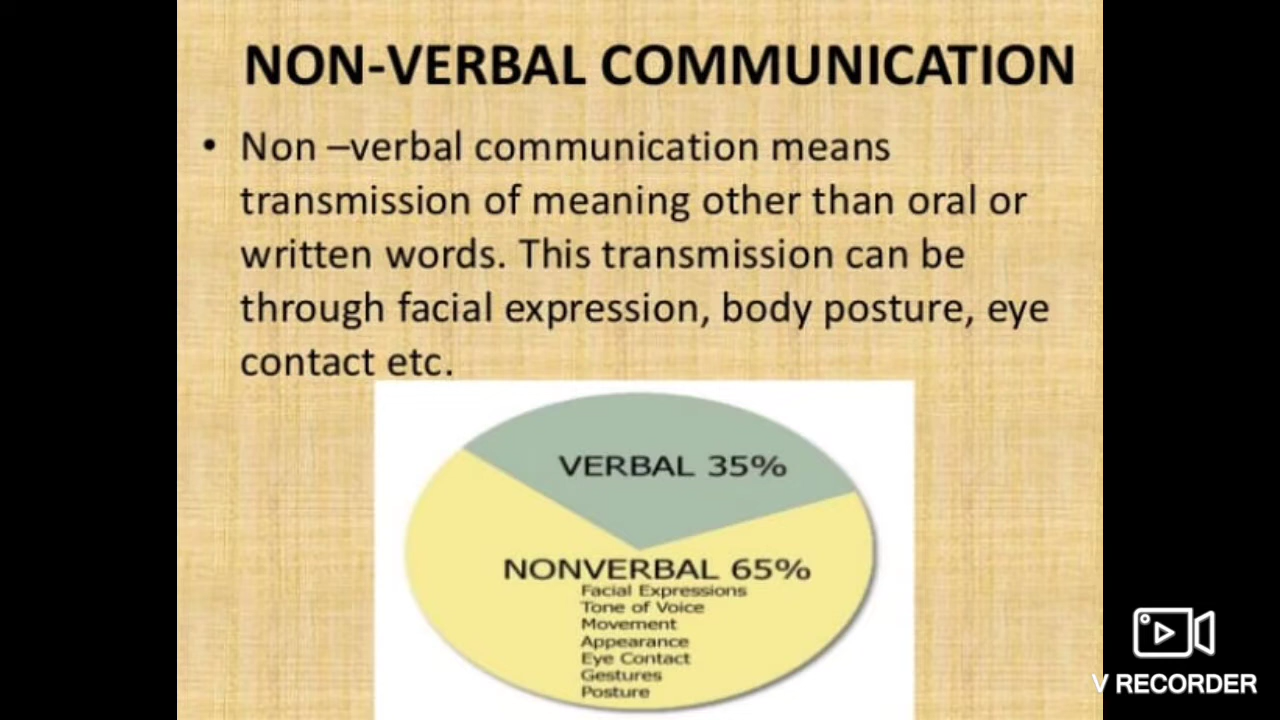 NON-VERBAL COMMUNICATION
• Non –verbal communication means
transmission of meaning other than oral or
written words. This transmission can be
through facial expression, body posture, eye
contact etc.
VERBAL 35%
NONVERBAL 65%
Facial Expressions
Tone of Voice
Movement
Appearance
Eye Contact
Gestures
Posture
V RECORDER